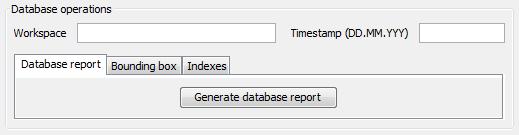 Database operations
Workspace Timestamp (DD.MM.YYY)
Database report Bounding box Indexes
Generate database report